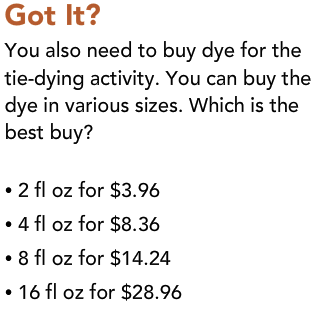 Got It?
You also need to buy dye for the
tie-dying activity. You can buy the
dye in various sizes. Which is the
best buy?
• 2 fl oz for $3.96
• 4 fl oz for $8.36
• 8 fl oz for $14.24
• 16 fl oz for $28.96